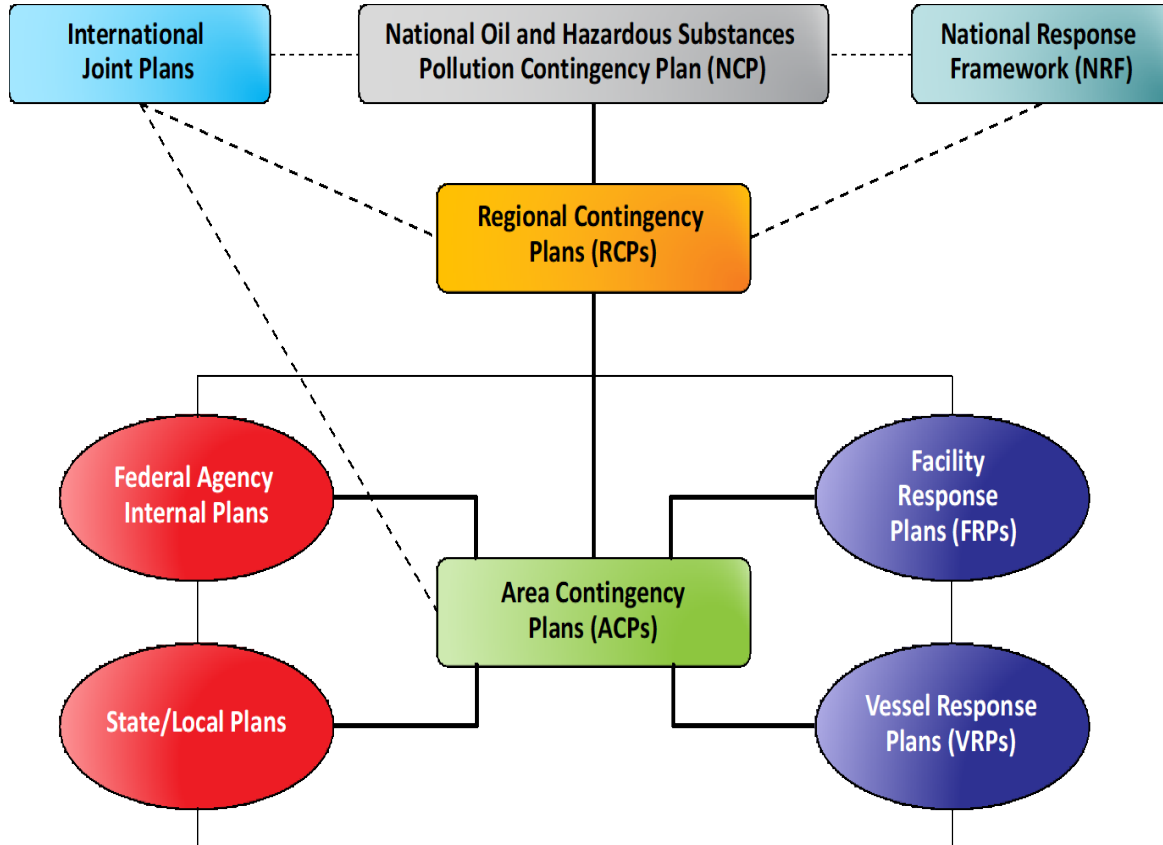 International
Joint Plans
National Oil and Hazardous Substances
Pollution Contingency Plan (NCP)
National Response
Framework (NRF)
Regional Contingency
Plans (RCPs)
Federal Agency
Internal Plans
Facility
Response
Plans (FRPs)
Area Contingency
Plans (ACPs)
State/Local Plans
Vessel Response
Plans (VRPs)